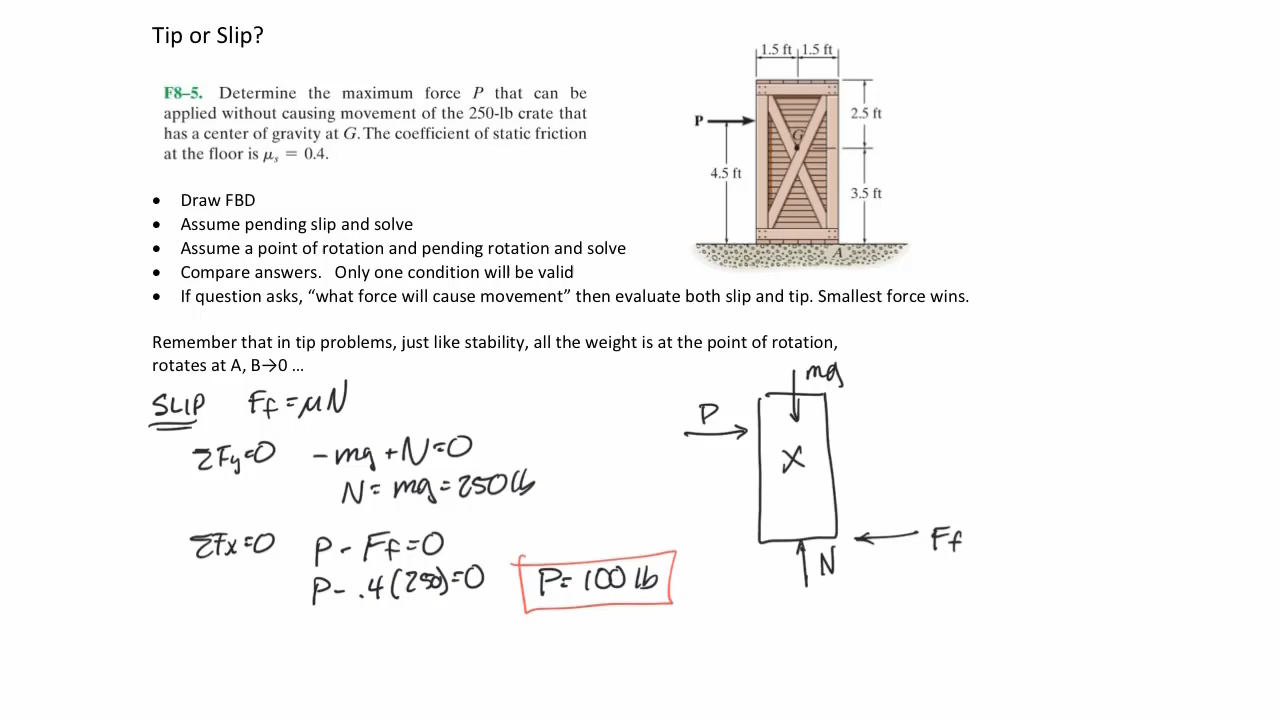 Tip or Slip?
F8–5. Determine the maximum force P that can be
applied without causing movement of the 250-lb crate that
has a center of gravity at G. The coefficient of static friction
at the floor is μs = 0.4.
1.5 ft 1.5 ft
2.5 ft
P
G
4.5 ft
3.5 ft
A
• Draw FBD
• Assume pending slip and solve
• Assume a point of rotation and pending rotation and solve
• Compare answers. Only one condition will be valid
• If question asks, “what force will cause movement” then evaluate both slip and tip. Smallest force wins.
Remember that in tip problems, just like stability, all the weight is at the point of rotation,
rotates at A, B→0 …
SLIP Ff = μN
ΣFy=0 -mg + N = 0
N = mg = 250 lb
ΣFx=0 P - Ff = 0
P - .4(250) = 0 P = 100 lb
mg
P
X
Ff
N